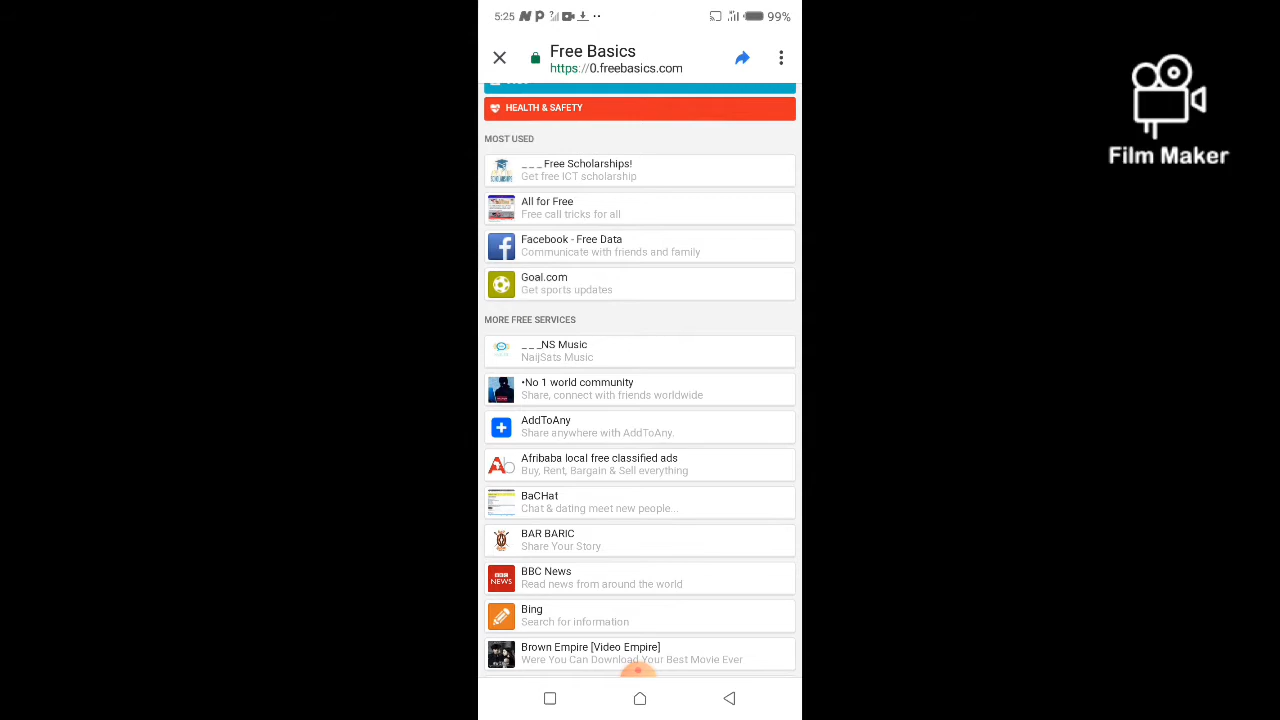 5:25
99%
Free Basics
https://0.freebasics.com
HEALTH & SAFETY
MOST USED
___Free Scholarships!
Get free ICT scholarship
All for Free
Free call tricks for all
Facebook - Free Data
Communicate with friends and family
Goal.com
Get sports updates
MORE FREE SERVICES
___NS Music
NaijSats Music
•No 1 world community
Share, connect with friends worldwide
AddToAny
Share anywhere with AddToAny.
Afribaba local free classified ads
Buy, Rent, Bargain & Sell everything
BaCHat
Chat & dating meet new people...
BAR BARIC
Share Your Story
BBC News
Read news from around the world
Bing
Search for information
Brown Empire [Video Empire]
Were You Can Download Your Best Movie Ever
Film Maker